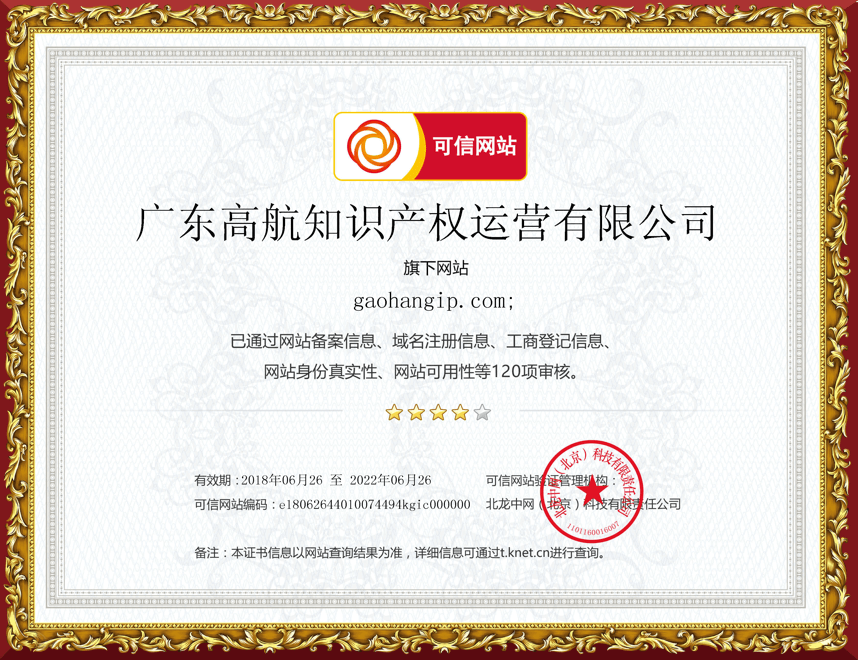 可信网站
广东高航知识产权运营有限公司
旗下网站
gaohangip.com;
已通过网站备案信息、域名注册信息、工商登记信息、
网站身份真实性、网站可用性等120项审核。
有效期:2018年06月26 至 2022年06月26
可信网站验证管理机构:
可信网站编码:e18062644010074494kgic000000
北龙中网(北京)科技有限责任公司
北龙中网(北京)科技有限责任公司
1101160016007
备注:本证书信息以网站查询结果为准,详细信息可通过t.knet.cn进行查询。